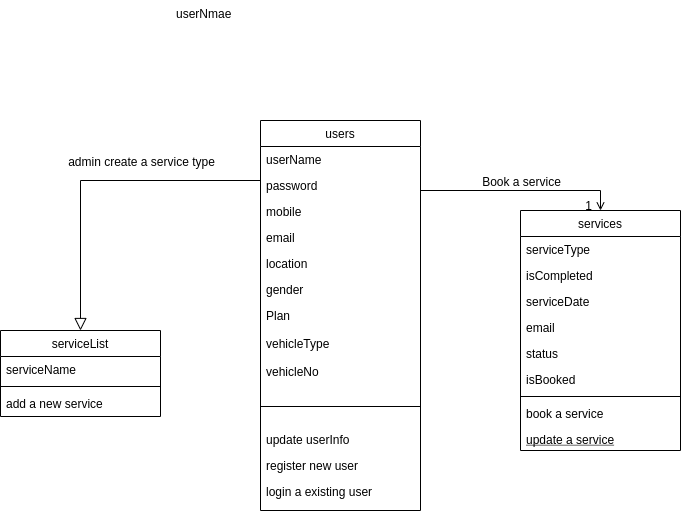 userNmae
users
userName
password
mobile
email
location
gender
Plan
vehicleType
vehicleNo
update userInfo
register new user
login a existing user
admin create a service type
serviceList
serviceName
add a new service
Book a service
1
services
serviceType
isCompleted
serviceDate
email
status
isBooked
book a service
update a service